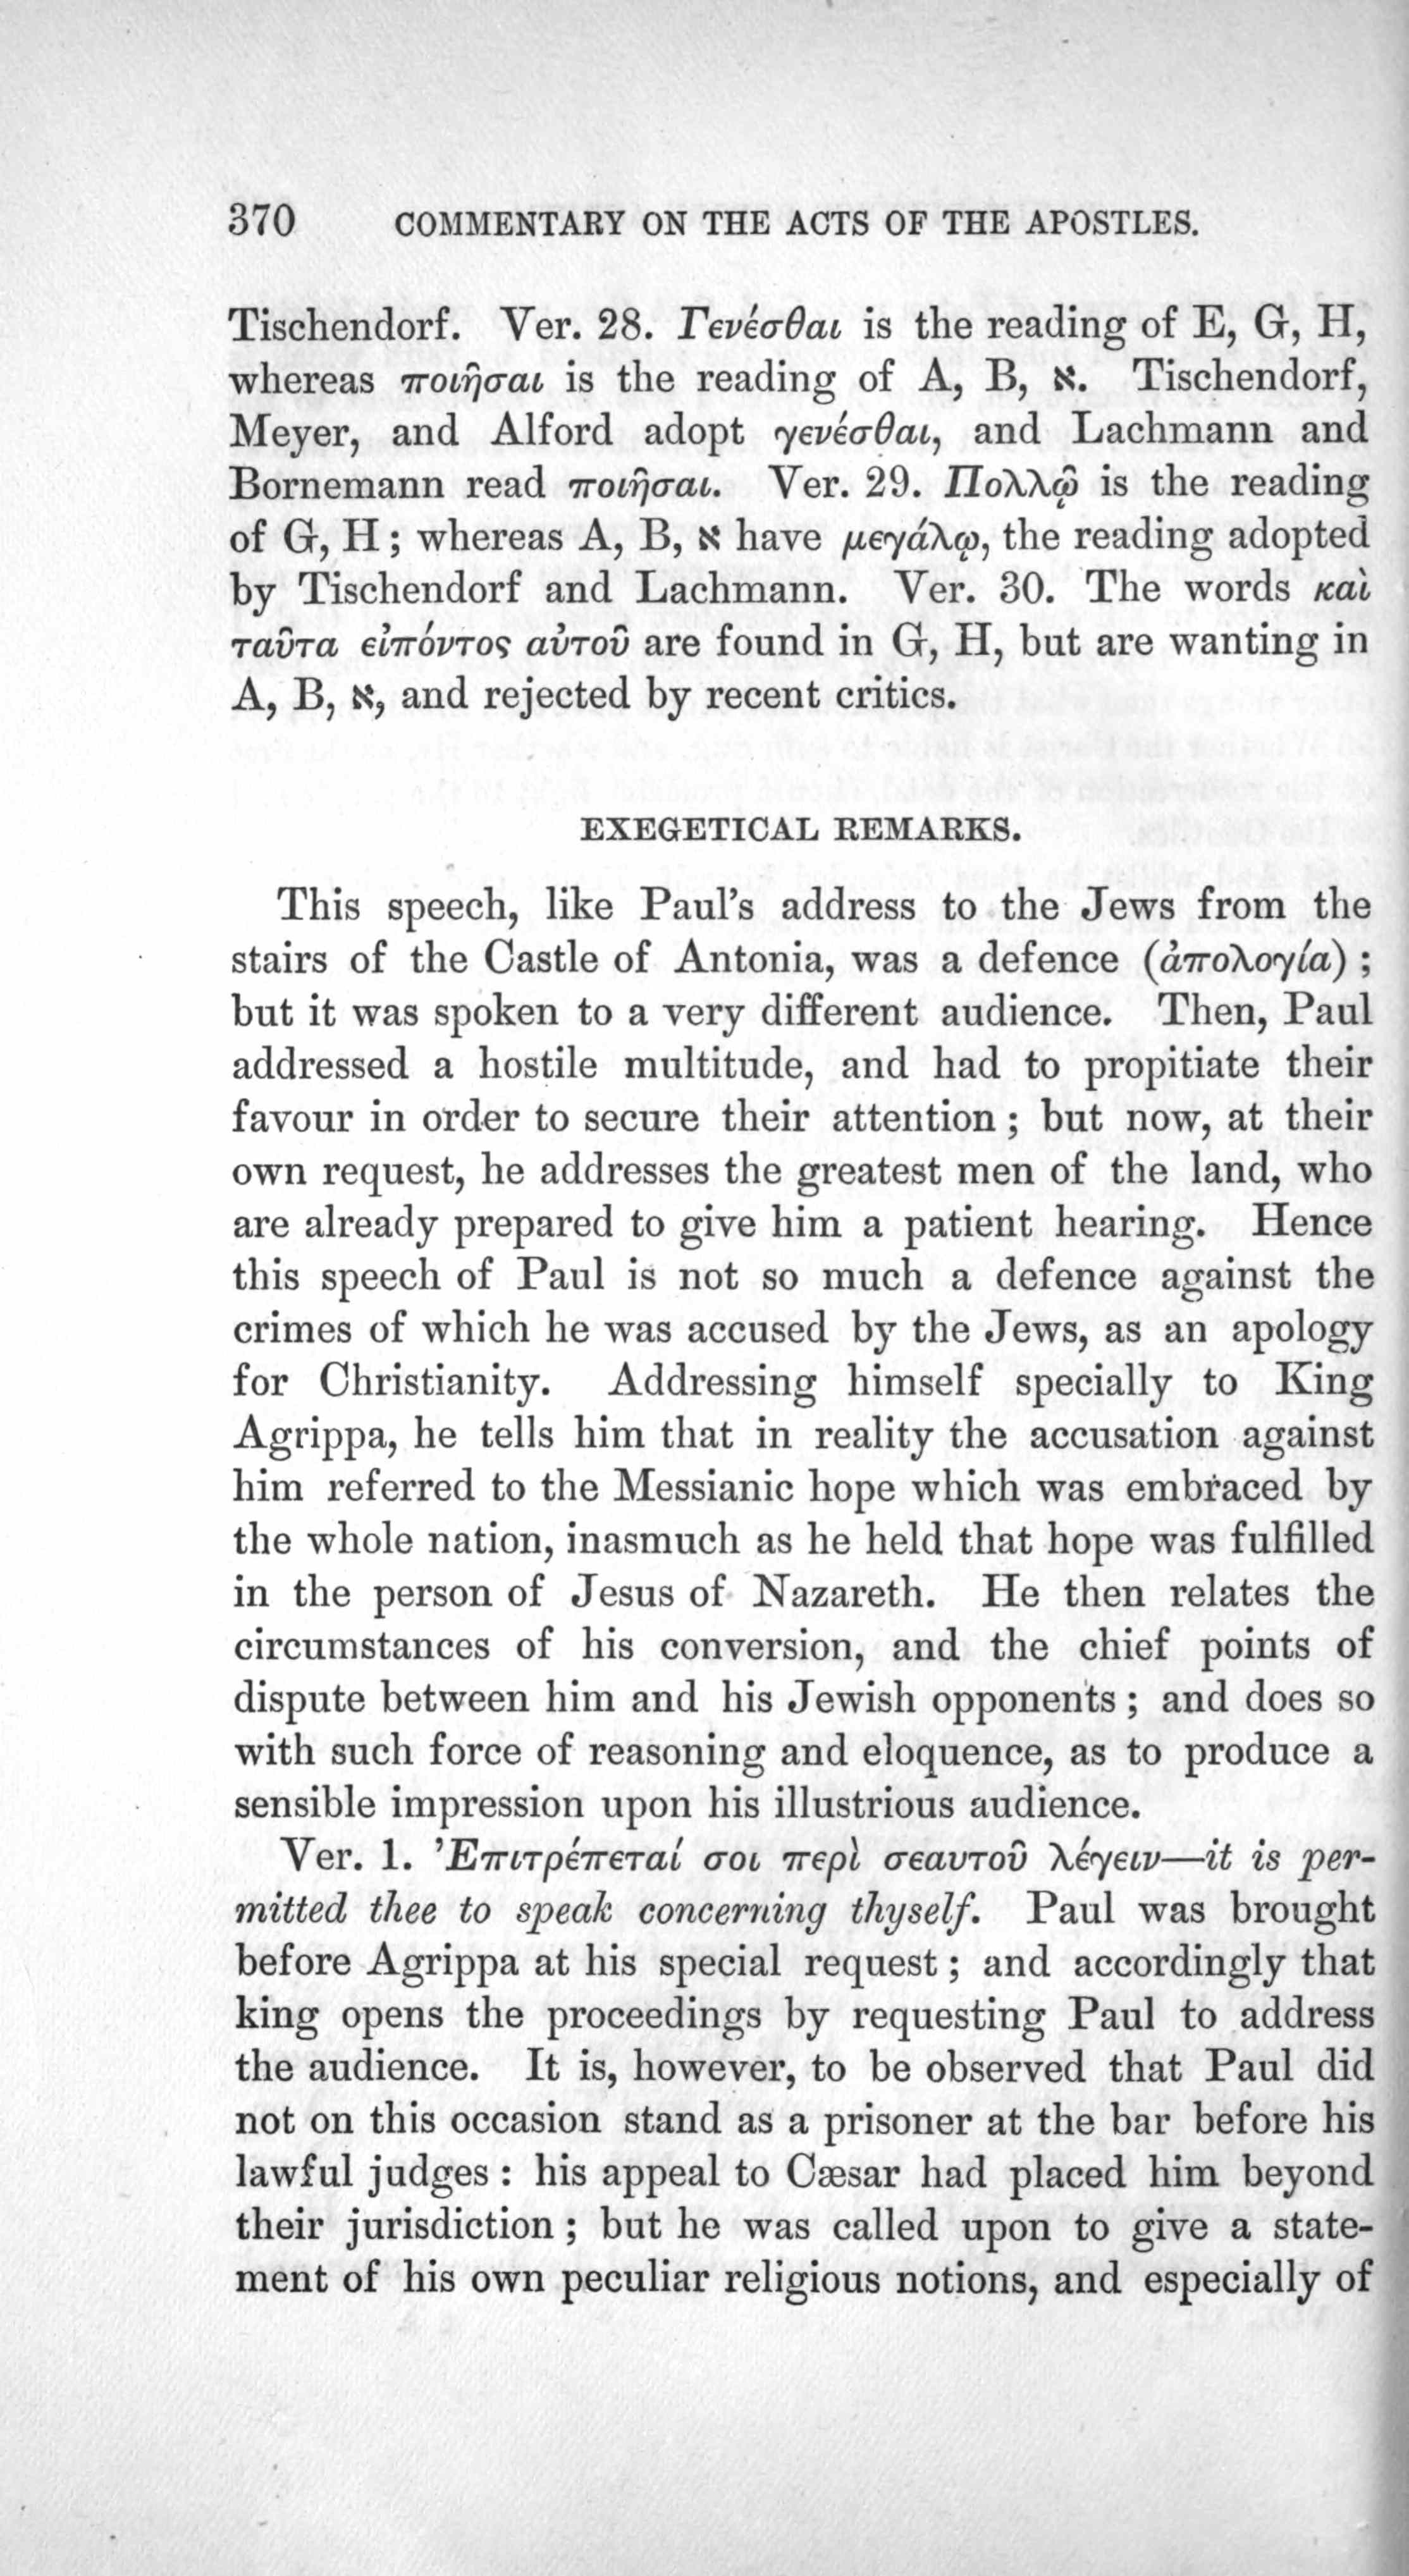 370 COMMENTARY ON THE ACTS OF THE APOSTLES.
Tischendorf. Ver. 28. Γενέσθαι is the reading of E, G, H,
whereas ποιῆσαι is the reading of A, B, א. Tischendorf,
Meyer, and Alford adopt γενέσθαι, and Lachmann and
Bornemann read ποιῆσαι. Ver. 29. Πολλῷ is the reading
of G, H; whereas A, B, א have μεγάλῳ, the reading adopted
by Tischendorf and Lachmann. Ver. 30. The words καὶ
ταῦτα εἰπόντος αὐτοῦ are found in G, H, but are wanting in
A, B, א, and rejected by recent critics.
EXEGETICAL REMARKS.
This speech, like Paul's address to the Jews from the
stairs of the Castle of Antonia, was a defence (ἀπολογία);
but it was spoken to a very different audience. Then, Paul
addressed a hostile multitude, and had to propitiate their
favour in order to secure their attention; but now, at their
own request, he addresses the greatest men of the land, who
are already prepared to give him a patient hearing. Hence
this speech of Paul is not so much a defence against the
crimes of which he was accused by the Jews, as an apology
for Christianity. Addressing himself specially to King
Agrippa, he tells him that in reality the accusation against
him referred to the Messianic hope which was embraced by
the whole nation, inasmuch as he held that hope was fulfilled
in the person of Jesus of Nazareth. He then relates the
circumstances of his conversion, and the chief points of
dispute between him and his Jewish opponents; and does so
with such force of reasoning and eloquence, as to produce a
sensible impression upon his illustrious audience.
Ver. 1. Ἐπιτρέπεταί σοι περὶ σεαυτοῦ λέγειν—it is per-
mitted thee to speak concerning thyself. Paul was brought
before Agrippa at his special request; and accordingly that
king opens the proceedings by requesting Paul to address
the audience. It is, however, to be observed that Paul did
not on this occasion stand as a prisoner at the bar before his
lawful judges: his appeal to Cæsar had placed him beyond
their jurisdiction; but he was called upon to give a state-
ment of his own peculiar religious notions, and especially of